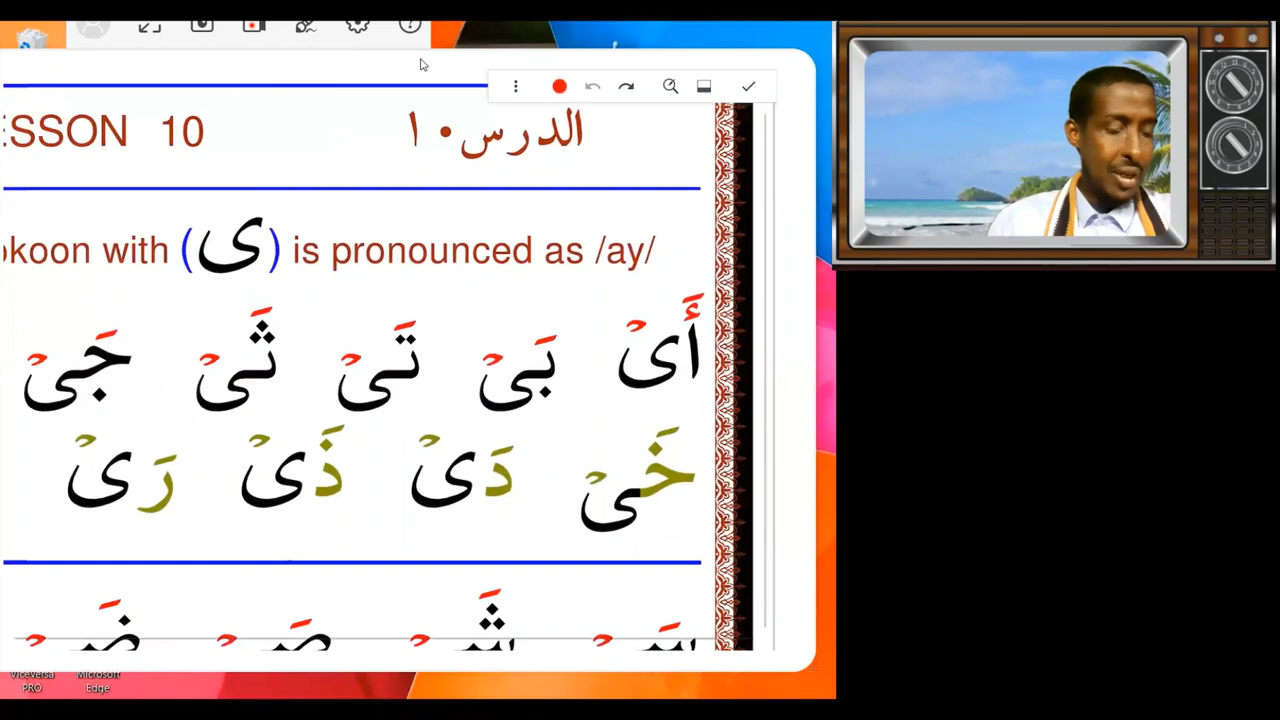 ESSON 10 الدرس ١٠
okoon with (ى) is pronounced as /ay/
أَىْ بَىْ تَىْ ثَىْ جَىْ
خَىْ دَىْ ذَىْ رَىْ
ViceVersa PRO
Microsoft Edge